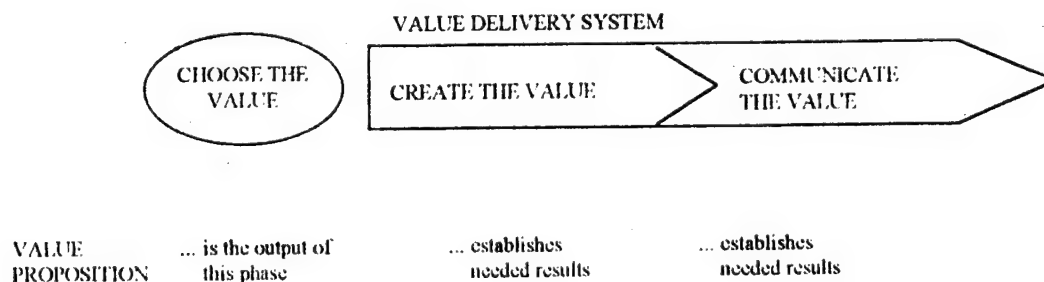 VALUE DELIVERY SYSTEM
CHOOSE THE
VALUE
CREATE THE VALUE
COMMUNICATE
THE VALUE
VALUE
PROPOSITION
... is the output of
this phase
... establishes
needed results
... establishes
needed results